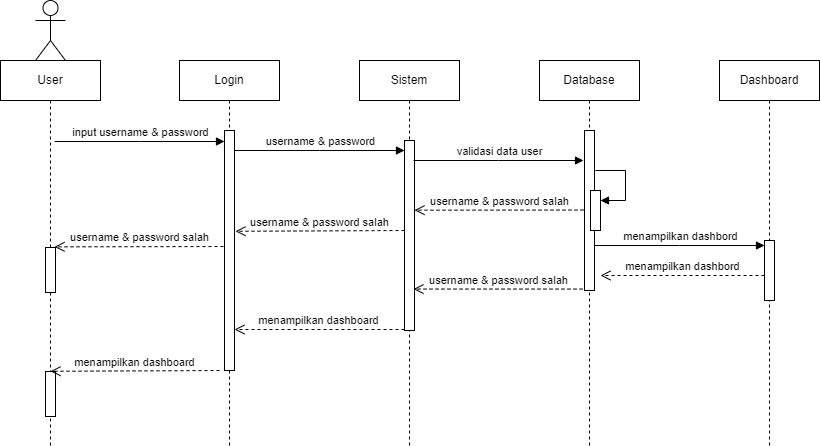 User
Login
Sistem
Database
Dashboard
input username & password
username & password
validasi data user
username & password salah
username & password salah
username & password salah
menampilkan dashbord
menampilkan dashbord
username & password salah
menampilkan dashboard
menampilkan dashboard